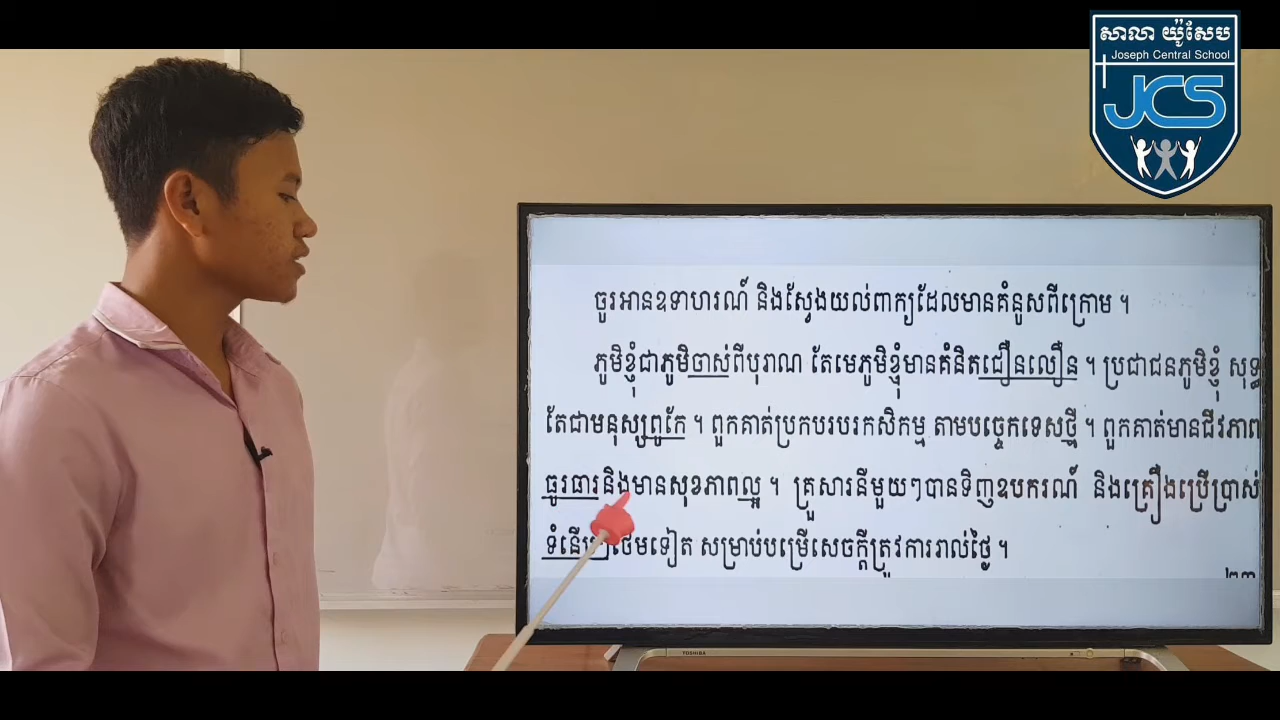 សាលា យ៉ូសែប
Joseph Central School
JCS
ចូរអានឧទាហរណ៍ និងស្វែងយល់ពាក្យដែលមានគំនូសពីក្រោម ។
ភូមិខ្ញុំជាភូមិចាស់ពីបុរាណ តែមេភូមិខ្ញុំមានគំនិតជឿនលឿន ។ ប្រជាជនភូមិខ្ញុំ សុទ្ធ
តែជាមនុស្សពូកែ ។ ពួកគាត់ប្រកបរបរកសិកម្ម តាមបច្ចេកទេសថ្មី ។ ពួកគាត់មានជីវភាព
ធូរធារនិងមានសុខភាពល្អ ។ គ្រួសារនីមួយៗបានទិញឧបករណ៍ និងគ្រឿងប្រើប្រាស់
ថែមទៀត សម្រាប់បម្រើសេចក្ដីត្រូវការរាល់ថ្ងៃ ។
TOSHIBA